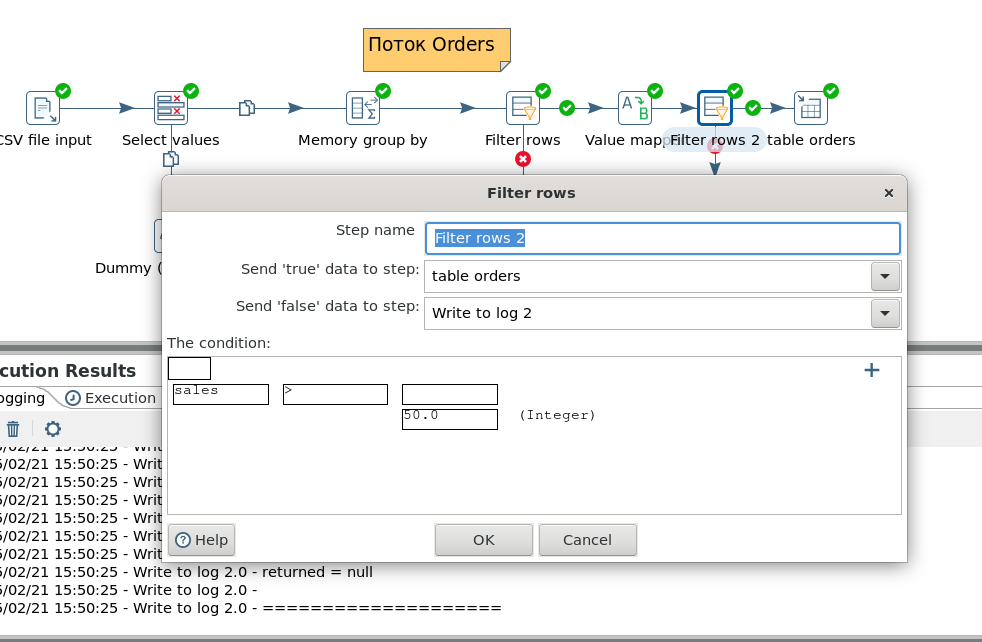 Поток Orders
CSV file input
Select values
Memory group by
Filter rows
Value map
Filter rows 2
table orders
Dummy (
Filter rows
Step name
Filter rows 2
Send 'true' data to step:
table orders
Send 'false' data to step:
Write to log 2
The condition:
sales
>
50.0
(Integer)
Help
OK
Cancel
cution Results
ogging
Execution
5/02/21 15:50:25 - Writ
5/02/21 15:50:25 - Writ
5/02/21 15:50:25 - Writ
5/02/21 15:50:25 - Writ
5/02/21 15:50:25 - Writ
5/02/21 15:50:25 - Writ
5/02/21 15:50:25 - Writ
5/02/21 15:50:25 - Write to log 2.0 - returned = null
5/02/21 15:50:25 - Write to log 2.0 -
5/02/21 15:50:25 - Write to log 2.0 - =====================